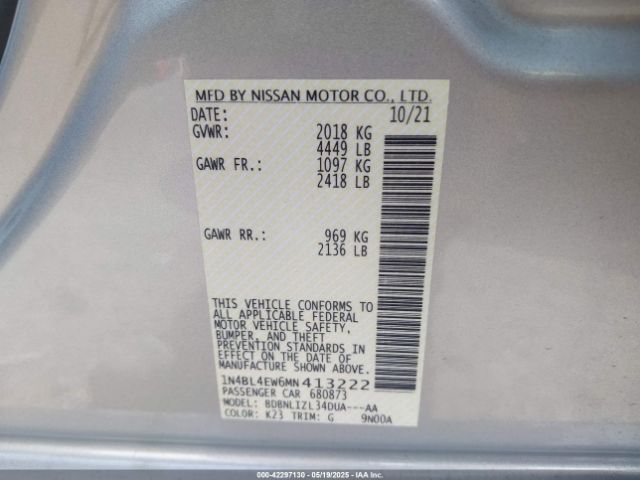 MFD BY NISSAN MOTOR CO., LTD.
DATE: 10/21
GVWR: 2018 KG
4449 LB
GAWR FR.: 1097 KG
2418 LB
GAWR RR.: 969 KG
2136 LB
THIS VEHICLE CONFORMS TO
ALL APPLICABLE FEDERAL
MOTOR VEHICLE SAFETY,
BUMPER, AND THEFT
PREVENTION STANDARDS IN
EFFECT ON THE DATE OF
MANUFACTURE SHOWN ABOVE.
1N4BL4EW6MN413222
PASSENGER CAR 680873
MODEL: BDBNLIZL34DUA---AA
COLOR: K23 TRIM: G 9N00A
000-42297130 - 05/19/2025 - IAA